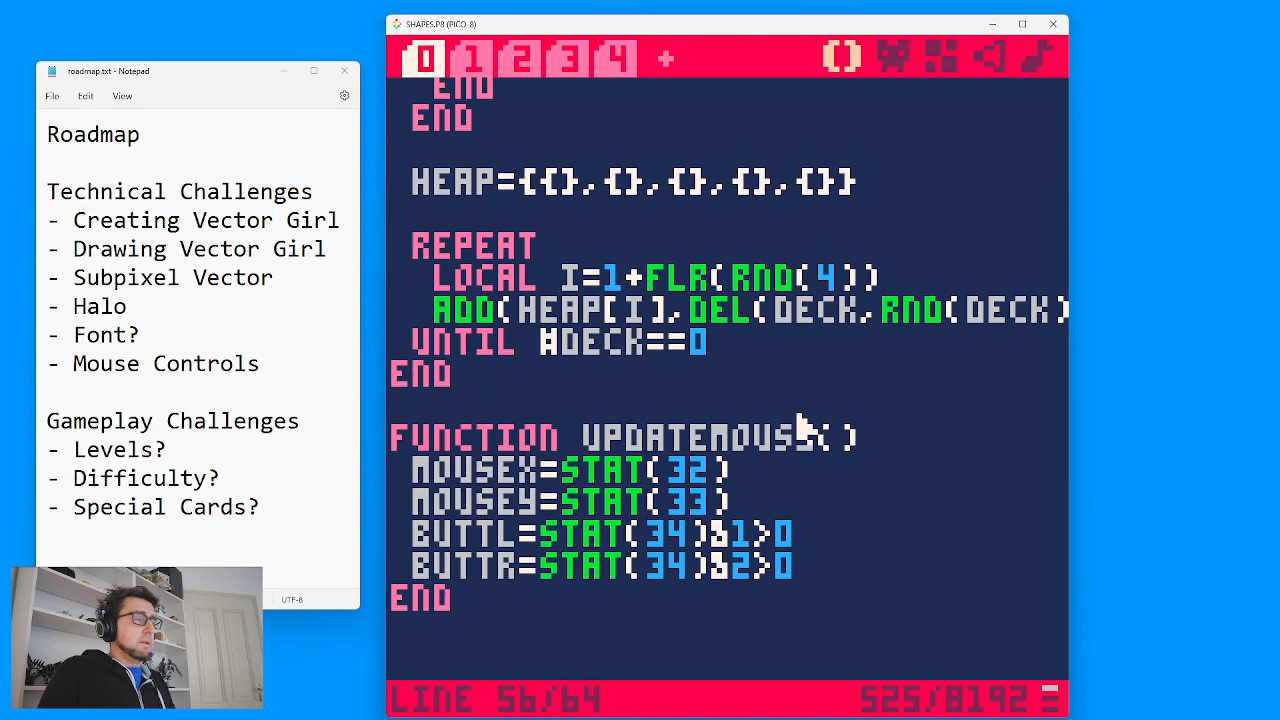 roadmap.txt - Notepad
File Edit View
Roadmap
Technical Challenges
- Creating Vector Girl
- Drawing Vector Girl
- Subpixel Vector
- Halo
- Font?
- Mouse Controls
Gameplay Challenges
- Levels?
- Difficulty?
- Special Cards?
UTF-8
SHAPES.P8 (PICO-8)
0 1 2 3 4 +
END
END
HEAP={{},{},{},{},{}}
REPEAT
LOCAL I=1+FLR(RND(4))
ADD(HEAP[I],DEL(DECK,RND(DECK)
UNTIL #DECK==0
END
FUNCTION UPDATEMOUSE()
MOUSEX=STAT(32)
MOUSEY=STAT(33)
BUTTL=STAT(34)&1>0
BUTTR=STAT(34)&2>0
END
LINE 56/64 525/8192